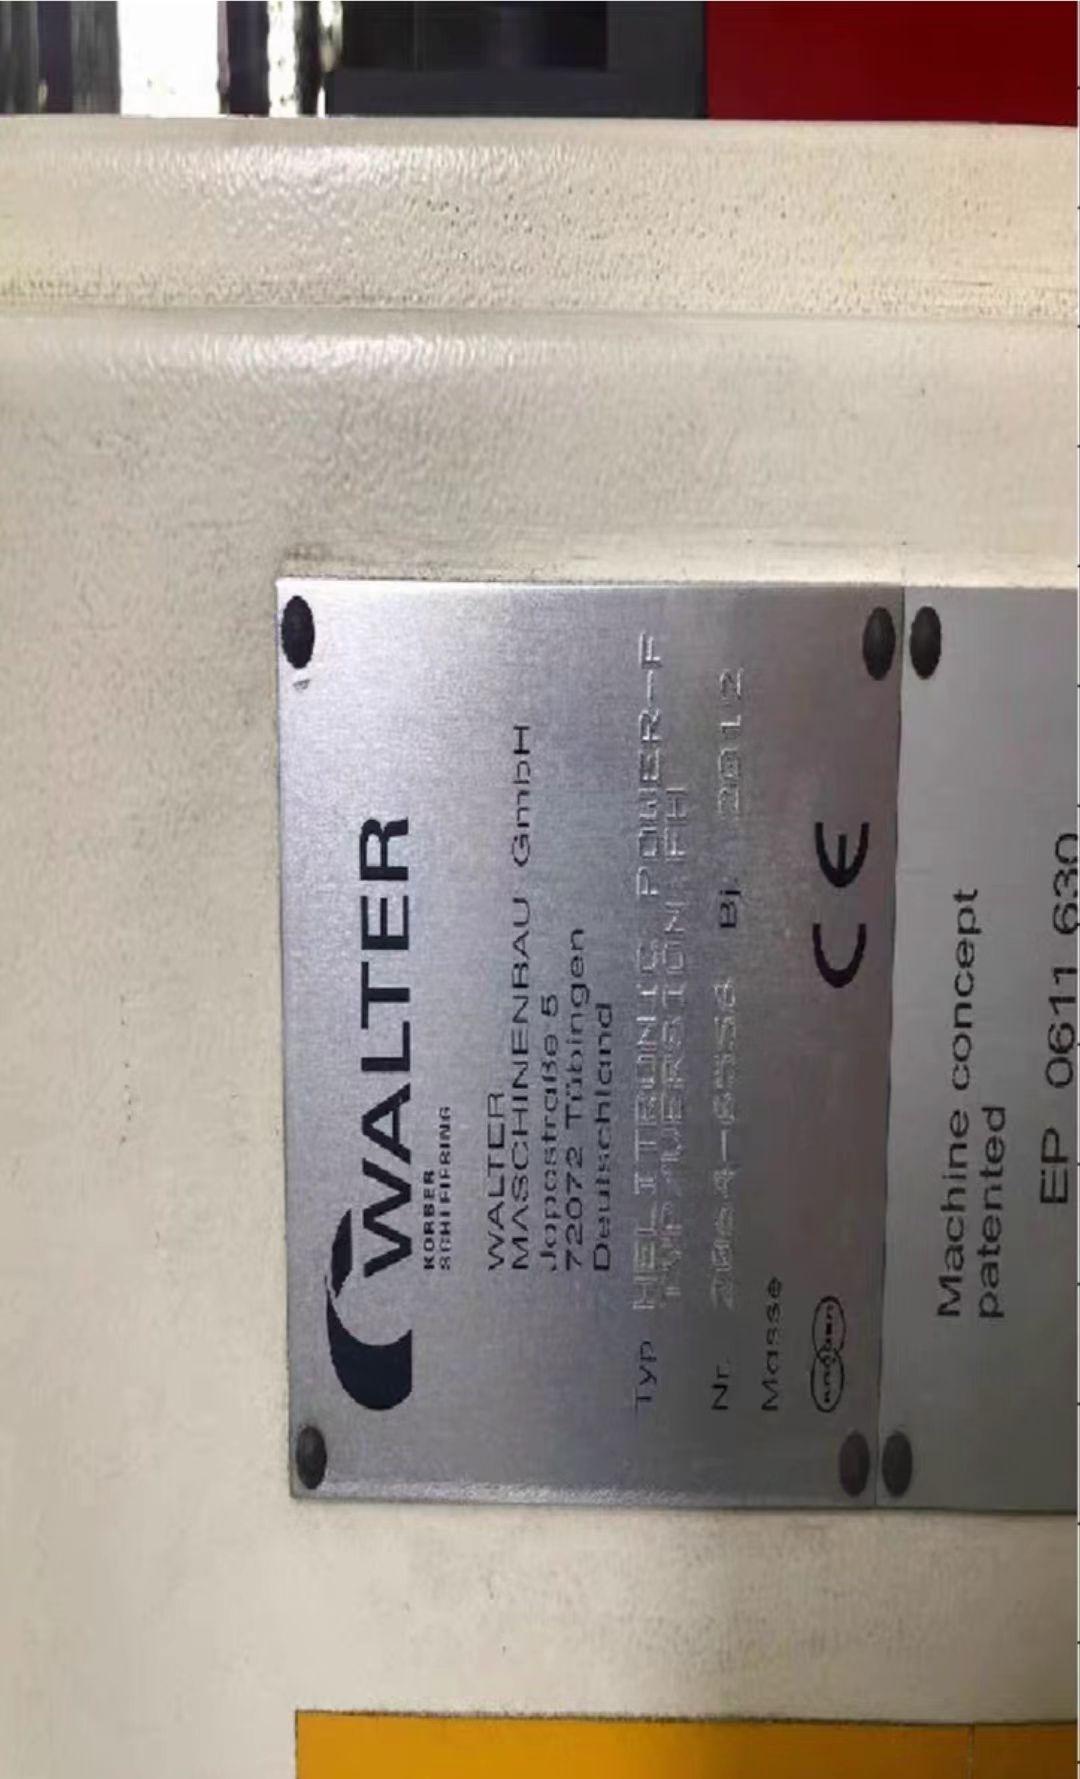 WALTER
KÖRBER
SCHLEIFRING
WALTER
MASCHINENBAU GmbH
Jopestraße 5
72072 Tübingen
Deutschland
Typ HELITRONIC POWER-F
Nr. Bj. 2012
Masse
CE
Machine concept
patented
EP 0611 630